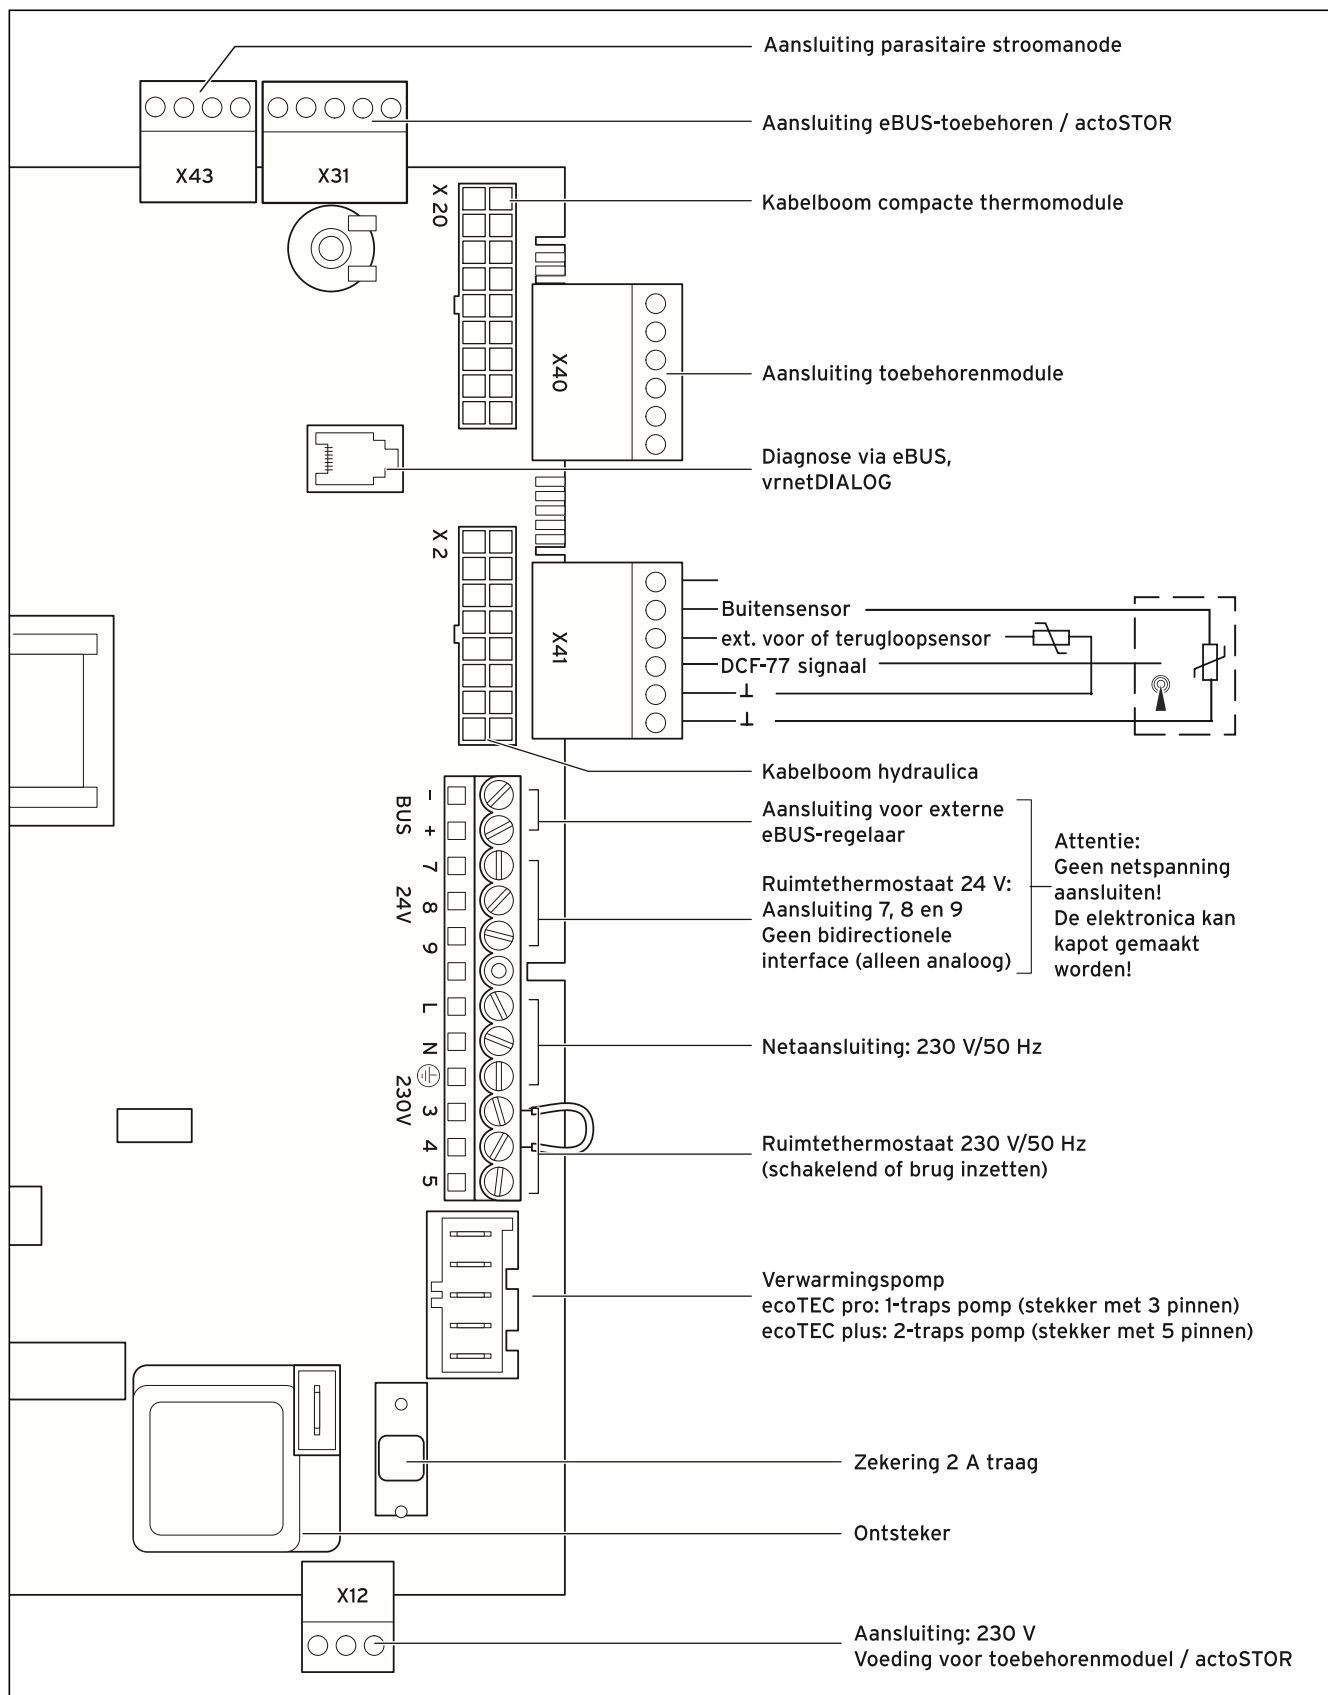 Aansluiting parasitaire stroomanode
Aansluiting eBUS-toebehoren / actoSTOR
X43
X31
X 20
Kabelboom compacte thermomodule
X40
Aansluiting toebehorenmodule
Diagnose via eBUS,
vrnetDIALOG
X 2
X41
Buitensensor
ext. voor of terugloopsensor
DCF-77 signaal
Kabelboom hydraulica
BUS
- 
+
Aansluiting voor externe
eBUS-regelaar
24V
7
8
9
Ruimtethermostaat 24 V:
Aansluiting 7, 8 en 9
Geen bidirectionele
interface (alleen analoog)
Attentie:
Geen netspanning
aansluiten!
De elektronica kan
kapot gemaakt
worden!
L
N
230V
3
4
5
Netaansluiting: 230 V/50 Hz
Ruimtethermostaat 230 V/50 Hz
(schakelend of brug inzetten)
Verwarmingspomp
ecoTEC pro: 1-traps pomp (stekker met 3 pinnen)
ecoTEC plus: 2-traps pomp (stekker met 5 pinnen)
Zekering 2 A traag
Ontsteker
X12
Aansluiting: 230 V
Voeding voor toebehorenmoduel / actoSTOR